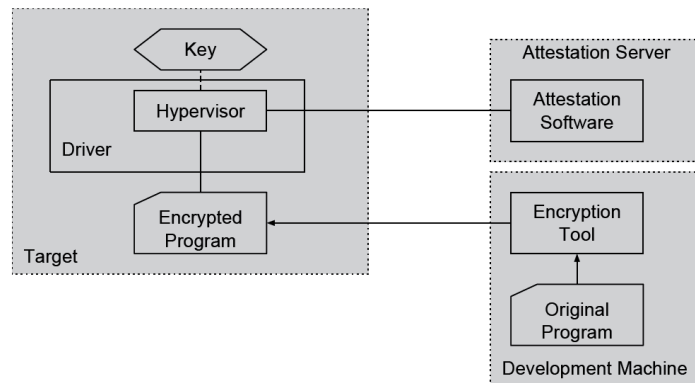 Key
Hypervisor
Driver
Encrypted
Program
Target
Attestation Server
Attestation
Software
Encryption
Tool
Original
Program
Development Machine